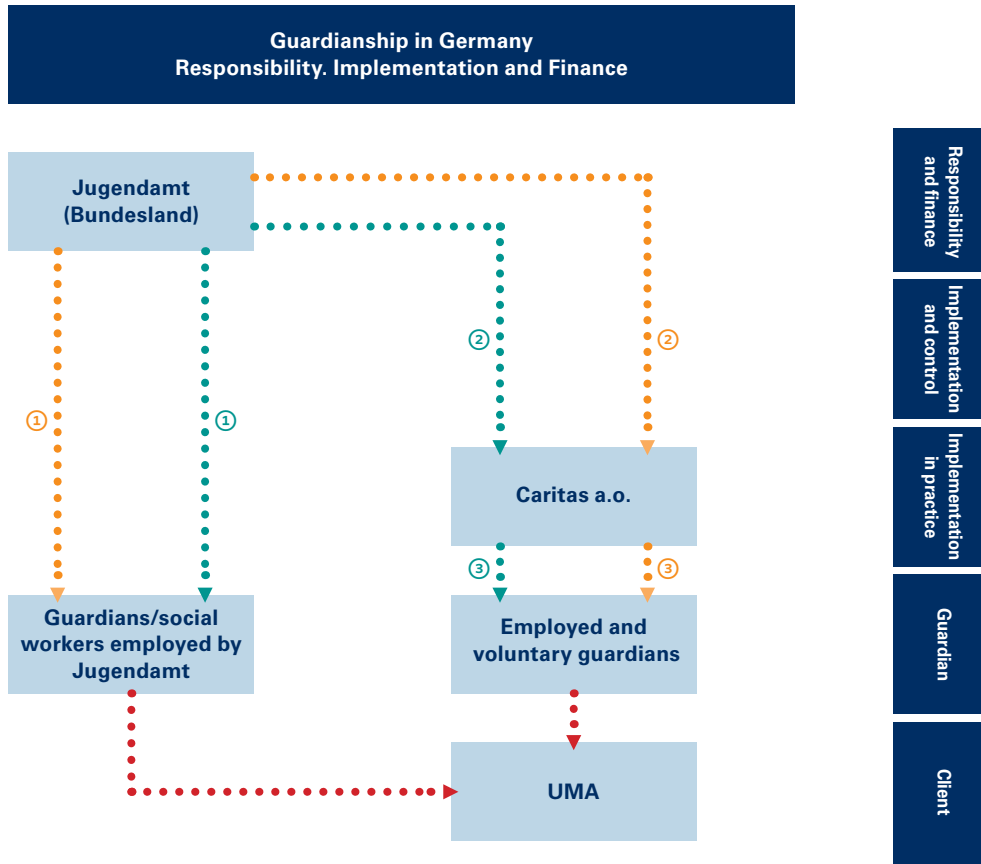 Guardianship in Germany
Responsibility. Implementation and Finance
Jugendamt
(Bundesland)
Responsibility
and finance
Implementation
and control
2
2
1
1
Implementation
in practice
Caritas a.o.
3
3
Guardians/social
workers employed by
Jugendamt
Employed and
voluntary guardians
Guardian
UMA
Client